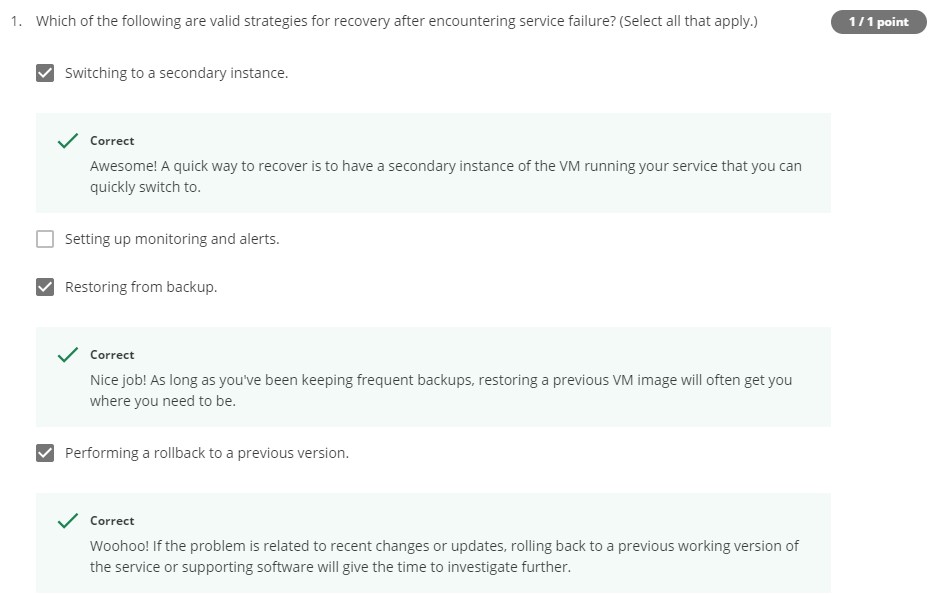 1. Which of the following are valid strategies for recovery after encountering service failure? (Select all that apply.)
1 / 1 point
Switching to a secondary instance.
Correct
Awesome! A quick way to recover is to have a secondary instance of the VM running your service that you can
quickly switch to.
Setting up monitoring and alerts.
Restoring from backup.
Correct
Nice job! As long as you've been keeping frequent backups, restoring a previous VM image will often get you
where you need to be.
Performing a rollback to a previous version.
Correct
Woohoo! If the problem is related to recent changes or updates, rolling back to a previous working version of
the service or supporting software will give the time to investigate further.